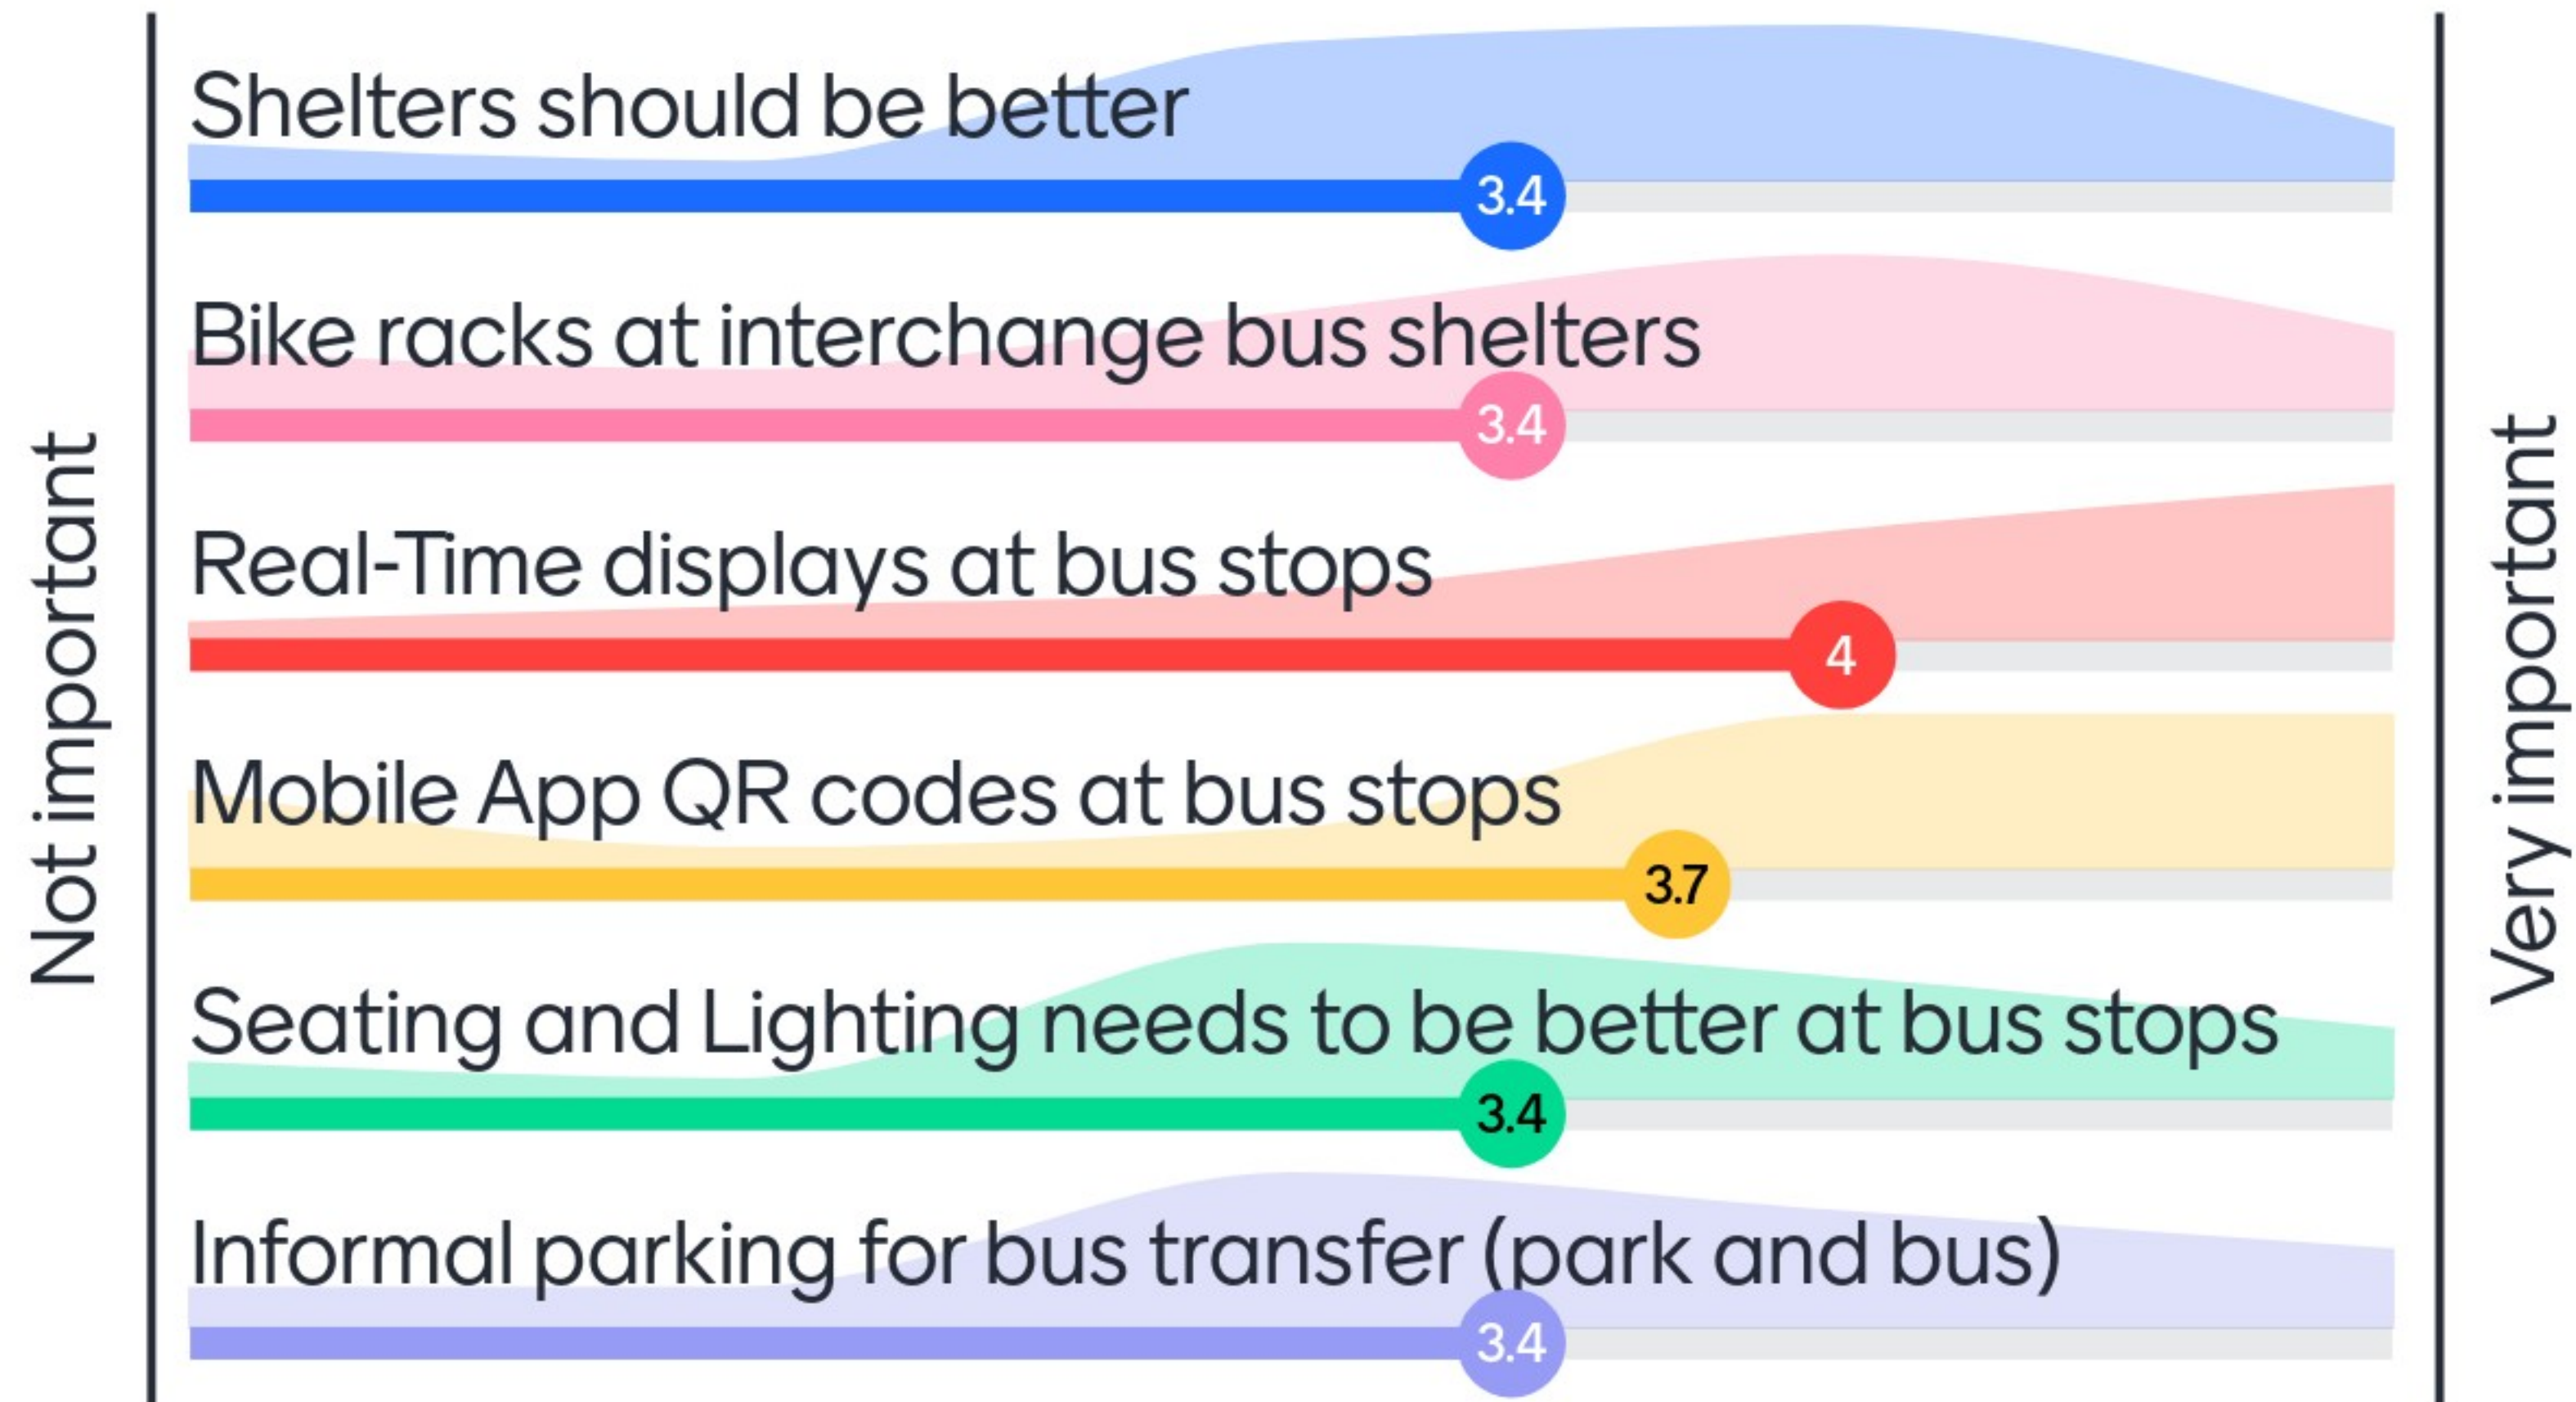 Not important
Shelters should be better
3.4
Bike racks at interchange bus shelters
3.4
Real-Time displays at bus stops
4
Mobile App QR codes at bus stops
3.7
Seating and Lighting needs to be better at bus stops
3.4
Informal parking for bus transfer (park and bus)
3.4
Very important